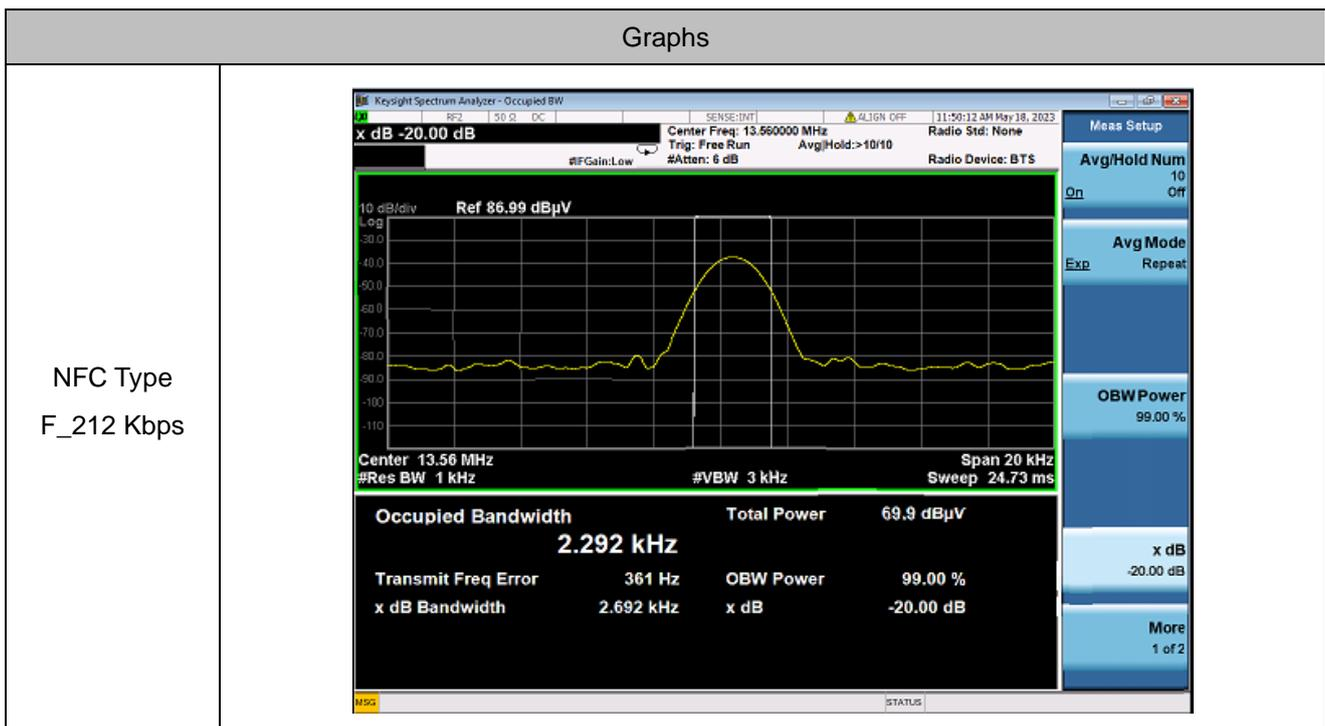 Graphs
NFC Type
F_212 Kbps
Keysight Spectrum Analyzer - Occupied BW
RF2 50 Ω DC SENSE:INT ALIGN OFF 11:50:12 AM May 18, 2023
x dB -20.00 dB
Center Freq: 13.560000 MHz
Radio Std: None
Trig: Free Run Avg|Hold:>10/10
#IFGain:Low #Atten: 6 dB Radio Device: BTS
10 dB/div Ref 86.99 dBµV
Log
-30.0
-40.0
-50.0
-60.0
-70.0
-80.0
-90.0
-100
-110
Center 13.56 MHz Span 20 kHz
#Res BW 1 kHz #VBW 3 kHz Sweep 24.73 ms
Occupied Bandwidth Total Power 69.9 dBµV
2.292 kHz
Transmit Freq Error 361 Hz OBW Power 99.00 %
x dB Bandwidth 2.692 kHz x dB -20.00 dB
MSG STATUS
Meas Setup
Avg/Hold Num
10
On Off
Avg Mode
Exp Repeat
OBW Power
99.00 %
x dB
-20.00 dB
More
1 of 2